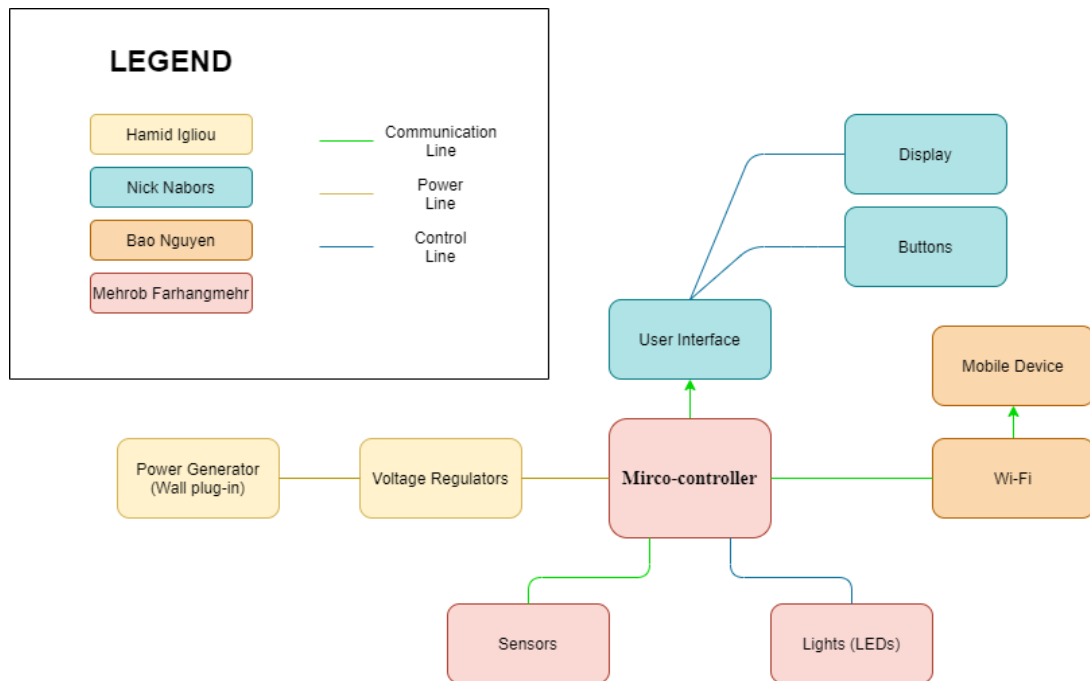 LEGEND
Hamid Igliou
Nick Nabors
Bao Nguyen
Mehrob Farhangmehr
Communication
Line
Power
Line
Control
Line
Display
Buttons
User Interface
Mobile Device
Power Generator
(Wall plug-in)
Voltage Regulators
Mirco-controller
Wi-Fi
Sensors
Lights (LEDs)